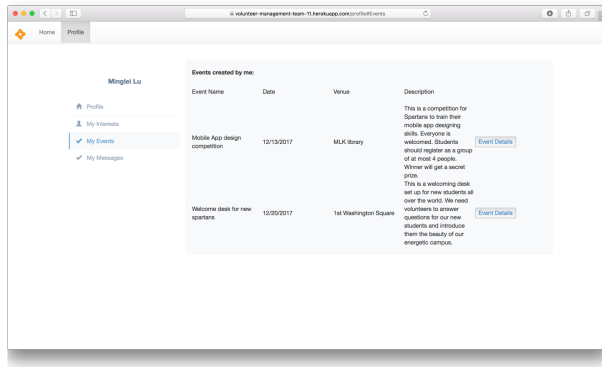 volunteer-management-team-11.herokuapp.com/profile#Events
Home Profile
Minglei Lu
Profile
My Interests
My Events
My Messages
Events created by me:
Event Name Date Venue Description
Mobile App design
competition
12/13/2017
MLK library
This is a competition for
Spartans to train their
mobile app designing
skills. Everyone is
welcomed. Students
should register as a group
of at most 4 people.
Winner will get a secret
prize.
Event Details
Welcome desk for new
spartans
12/20/2017
1st Washington Square
This is a welcoming desk
set up for new students all
over the world. We need
volunteers to answer
questions for our new
students and introduce
them the beauty of our
energetic campus.
Event Details